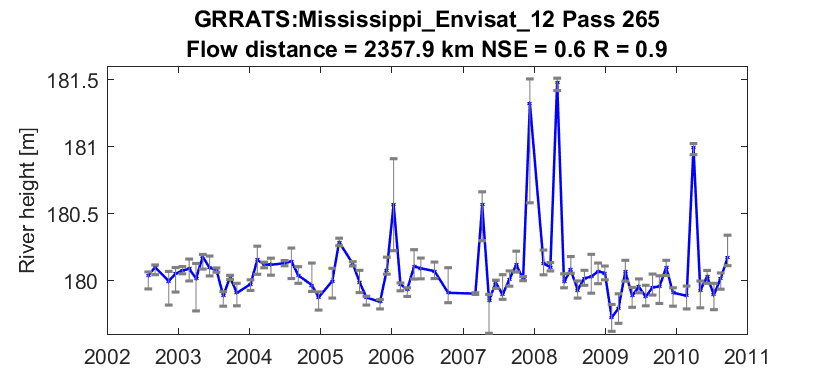 GRRATS:Mississippi_Envisat_12 Pass 265
Flow distance = 2357.9 km NSE = 0.6 R = 0.9
River height [m]
181.5
181
180.5
180
2002 2003 2004 2005 2006 2007 2008 2009 2010 2011